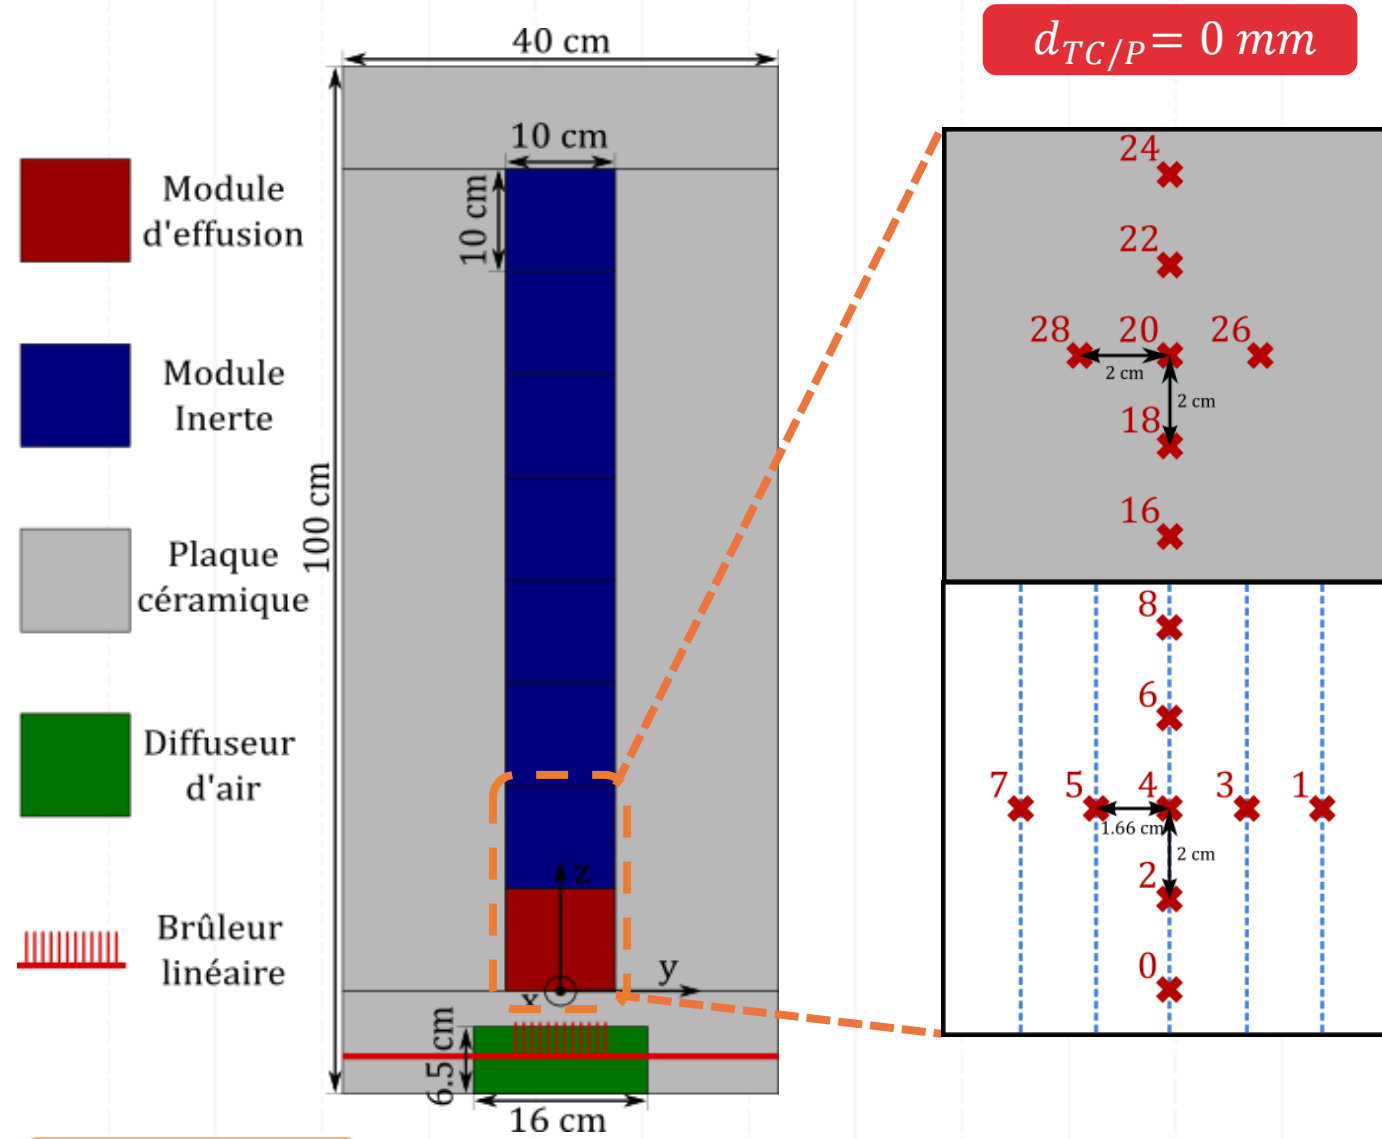 d_{TC/P} = 0 mm
40 cm
10 cm
10 cm
100 cm
Module
d'effusion
Module
Inerte
Plaque
céramique
Diffuseur
d'air
Brûleur
linéaire
z
y
x
6.5 cm
16 cm
24
22
28
20
26
2 cm
2 cm
18
16
8
6
7
5
4
3
1
1.66 cm
2 cm
2
0